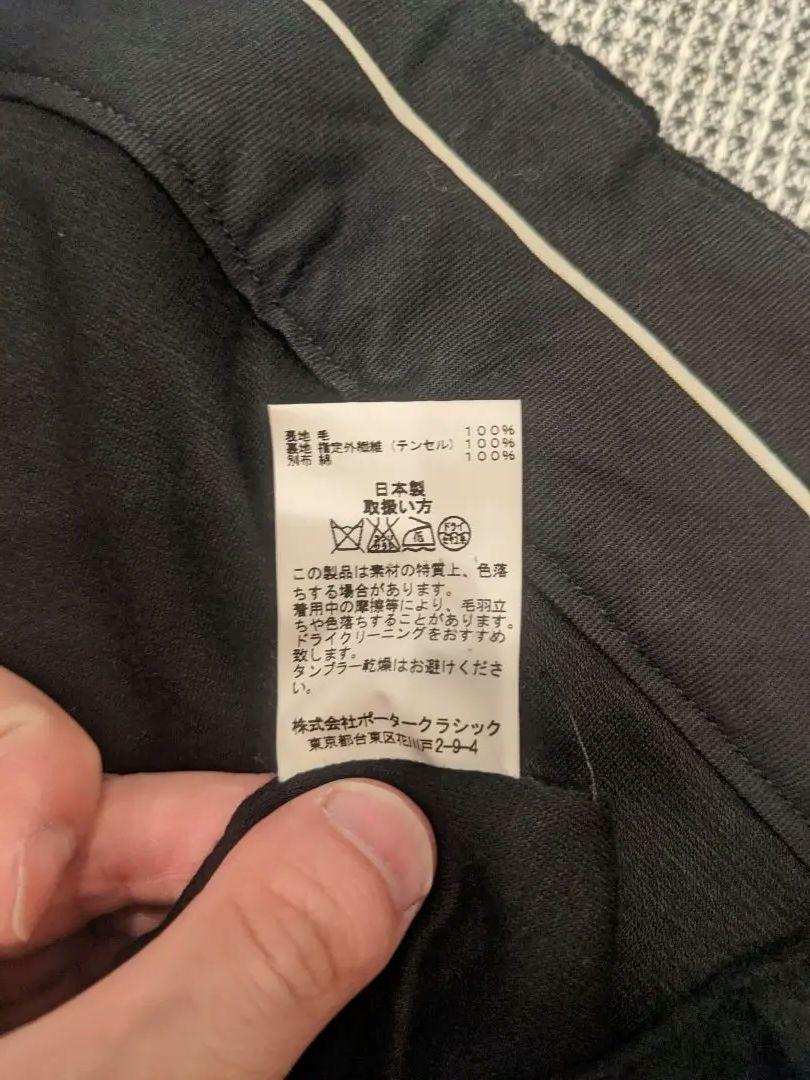 表地 毛 100%
裏地 指定外繊維 (テンセル) 100%
別布 綿 100%
日本製
取扱い方
低 ドライ
この製品は素材の特質上、色落
ちする場合があります。
着用中の摩擦等により、毛羽立
ちや色落ちすることがあります。
ドライクリーニングをおすすめ
致します。
タンブラー乾燥はお避けくださ
い。
株式会社ポータークラシック
東京都台東区花川戸2-9-4